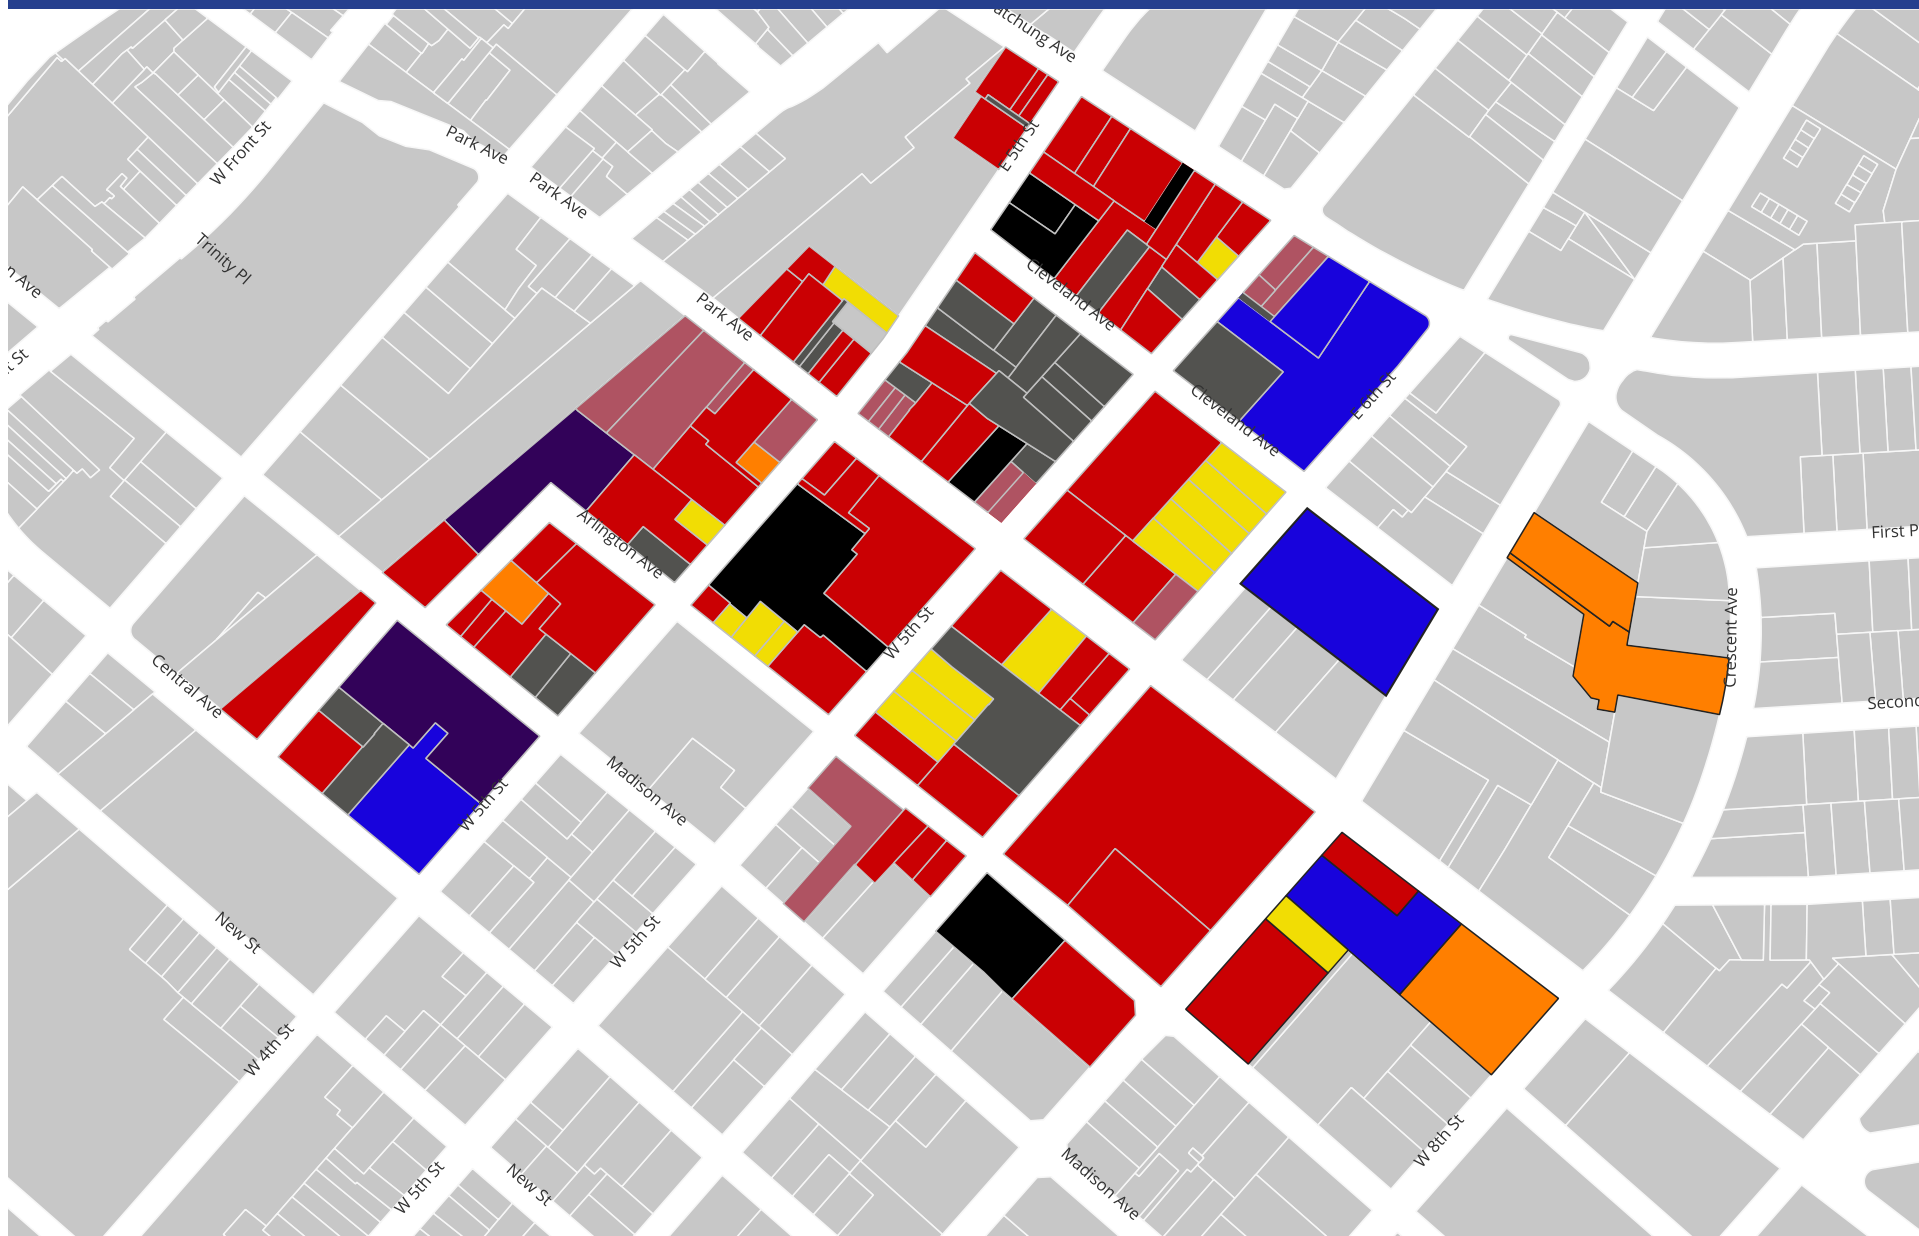 atchung Ave
W Front St
Park Ave
E 5th St
Park Ave
Trinity Pl
n Ave
Cleveland Ave
Park Ave
St
Cleveland Ave
E 6th St
Arlington Ave
First P
Crescent Ave
W 5th St
Central Ave
Second
Madison Ave
W 5th St
New St
W 5th St
W 4th St
W 8th St
W 5th St
New St
Madison Ave